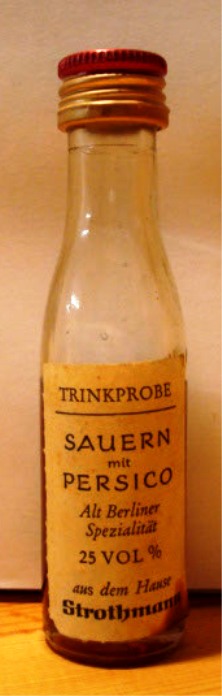 TRINKPROBE
SAUERN
mit
PERSICO
Alt Berliner
Spezialität
25 VOL %
aus dem Hause
Strothmann